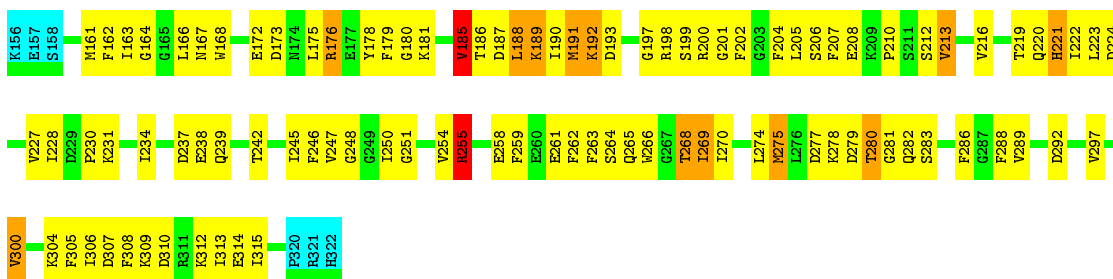 K156 E157 S158 M161 F162 I163 G164 G165 L166 N167 W168 E172 D173 N174 L175 R176 E177 Y178 F179 G180 K181 V185 T186 D187 L188 K189 I190 M191 K192 D193 G197 R198 S199 R200 G201 F202 G203 F204 L205 S206 F207 E208 K209 P210 S211 S212 V213 V216 T219 Q220 H221 I222 L223
V227 I228 D229 P230 K231 I234 D237 E238 Q239 T242 I245 F246 V247 G248 G249 I250 G251 V254 R255 E258 F259 E260 E261 F262 F263 S264 Q265 W266 G267 T268 I269 I270 L274 M275 L276 D277 K278 D279 T280 G281 Q282 S283 F286 G287 F288 V289 D292 V297
V300 K304 F305 I306 D307 F308 K309 D310 R311 K312 I313 E314 I315 P320 R321 H322